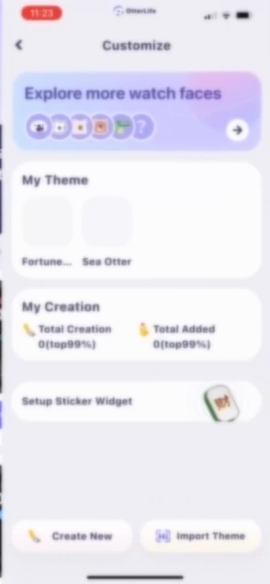 11:23
OtterLife
Customize
Explore more watch faces
?
My Theme
Fortune... Sea Otter
My Creation
Total Creation Total Added
0(top99%) 0(top99%)
Setup Sticker Widget
Create New Import Theme